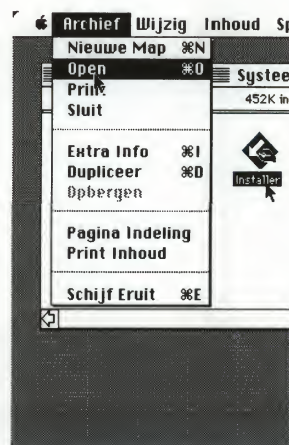 Archief Wijzig Inhoud Sp
Nieuwe Map ⌘N
Open ⌘O
Print
Sluit
Extra Info ⌘I
Dupliceer ⌘D
Opbergen
Pagina Indeling
Print Inhoud
Schijf Eruit ⌘E
Systee
452K in
Installer